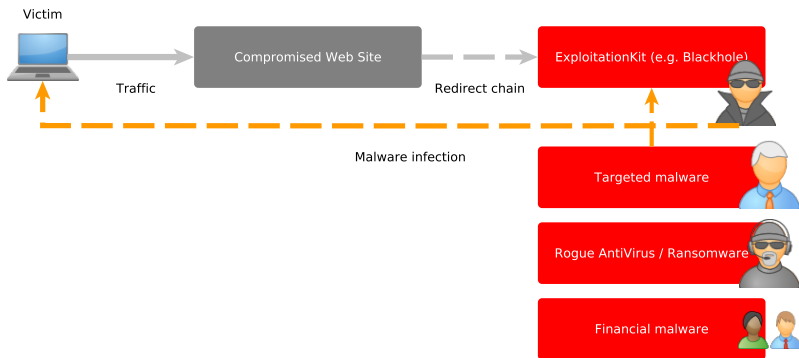 Victim
Compromised Web Site
ExploitationKit (e.g. Blackhole)
Traffic
Redirect chain
Malware infection
Targeted malware
Rogue AntiVirus / Ransomware
Financial malware